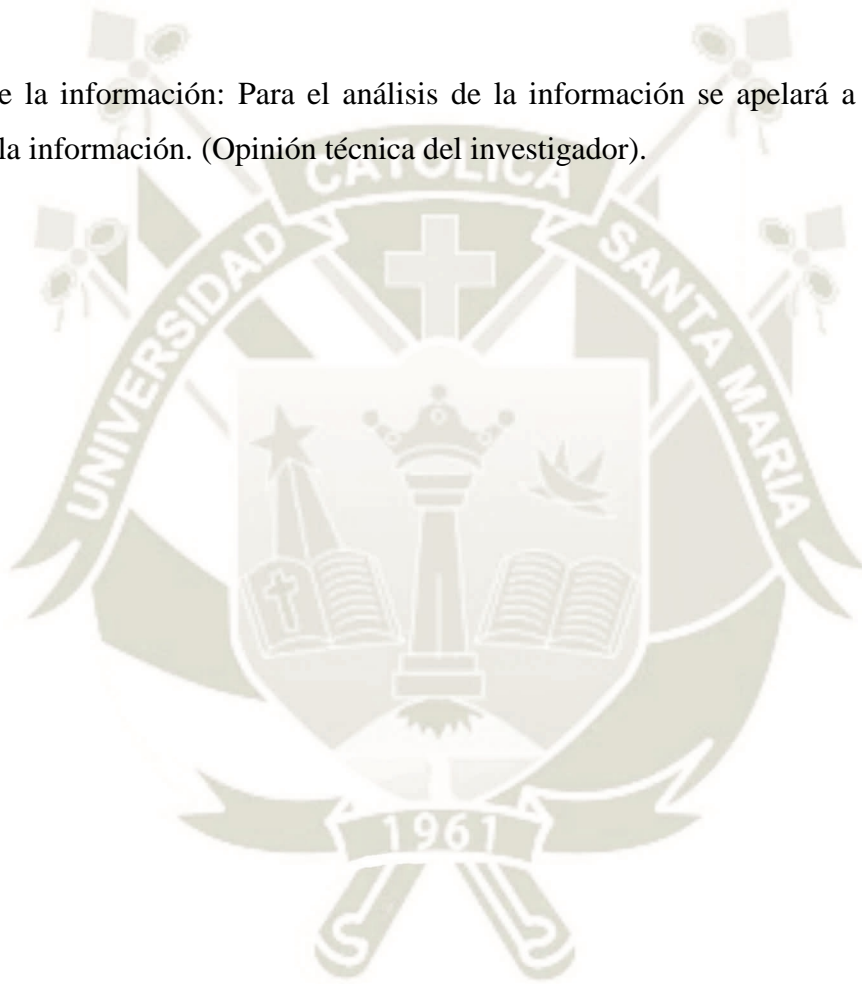 e la información: Para el análisis de la información se apelará a
la información. (Opinión técnica del investigador).
UNIVERSIDAD CATOLICA SANTA MARIA
1961